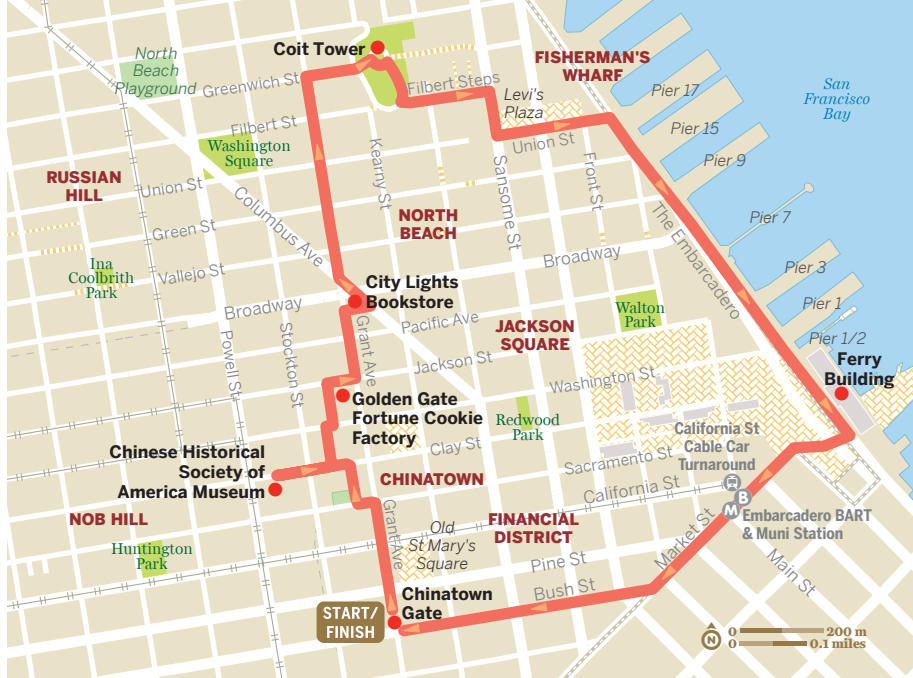 Coit Tower
FISHERMAN'S
WHARF
North
Beach
Playground
Greenwich St
Filbert Steps
Levi's
Plaza
San
Francisco
Bay
Pier 17
Filbert St
Washington
Square
Pier 15
Union St
Kearny St
Sansome St
Front St
Pier 9
RUSSIAN
HILL
Union St
Columbus Ave
Pier 7
Green St
NORTH
BEACH
The Embarcadero
Ina
Coolbrith
Park
Vallejo St
Broadway
Pier 3
City Lights
Bookstore
Broadway
Pacific Ave
Walton
Park
Pier 1
Powell St
Stockton St
Grant Ave
JACKSON
SQUARE
Pier 1/2
Jackson St
Ferry
Building
Washington St
Golden Gate
Fortune Cookie
Factory
Redwood
Park
California St
Cable Car
Turnaround
Chinese Historical
Society of
America Museum
Clay St
Sacramento St
CHINATOWN
California St
B
M
NOB HILL
Grant Ave
Old
St Mary's
Square
FINANCIAL
DISTRICT
Market St
Embarcadero BART
& Muni Station
Huntington
Park
Pine St
Main St
Bush St
Chinatown
Gate
START/
FINISH
N
0 200 m
0 0.1 miles